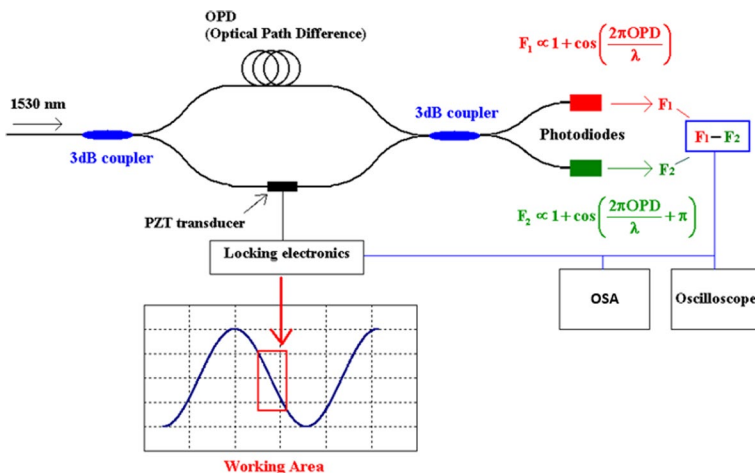 OPD
(Optical Path Difference)
F₁ ∝ 1 + cos(2πOPD/λ)
1530 nm
3dB coupler
3dB coupler
Photodiodes
F₁
F₂
F₁ − F₂
PZT transducer
F₂ ∝ 1 + cos(2πOPD/λ + π)
Locking electronics
OSA
Oscilloscope
Working Area